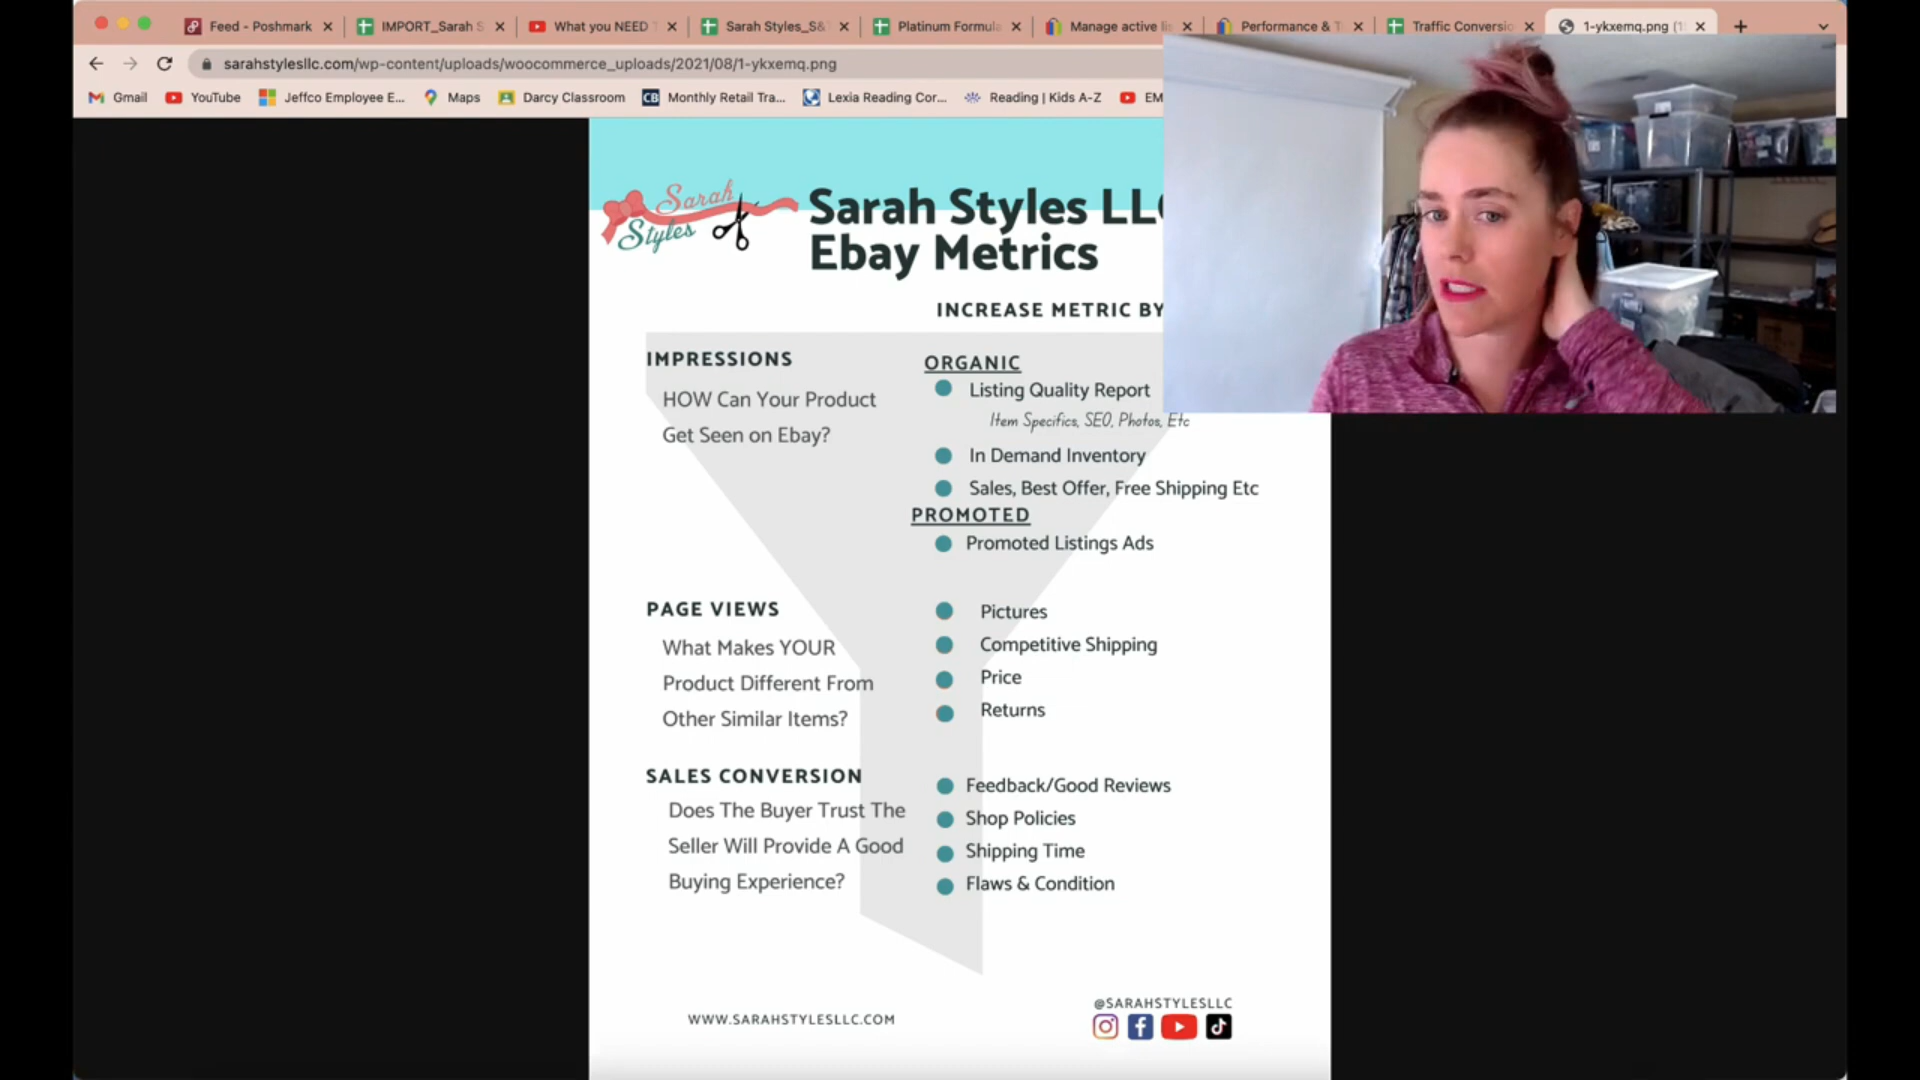 Feed - Poshmark
IMPORT_Sarah S
What you NEED
Sarah Styles_S&
Platinum Formula
Manage active lis
Performance & T
Traffic Conversio
1-ykxemq.png (1
sarahstylesllc.com/wp-content/uploads/woocommerce_uploads/2021/08/1-ykxemq.png
Gmail
YouTube
Jeffco Employee E...
Maps
Darcy Classroom
CB
Monthly Retail Tra...
Lexia Reading Cor...
Reading | Kids A-Z
EM
Sarah
Styles
Sarah Styles LLC
Ebay Metrics
INCREASE METRIC BY
IMPRESSIONS
HOW Can Your Product
Get Seen on Ebay?
ORGANIC
Listing Quality Report
Item Specifics, SEO, Photos, Etc
In Demand Inventory
Sales, Best Offer, Free Shipping Etc
PROMOTED
Promoted Listings Ads
PAGE VIEWS
What Makes YOUR
Product Different From
Other Similar Items?
Pictures
Competitive Shipping
Price
Returns
SALES CONVERSION
Does The Buyer Trust The
Seller Will Provide A Good
Buying Experience?
Feedback/Good Reviews
Shop Policies
Shipping Time
Flaws & Condition
WWW.SARAHSTYLESLLC.COM
@SARAHSTYLESLLC